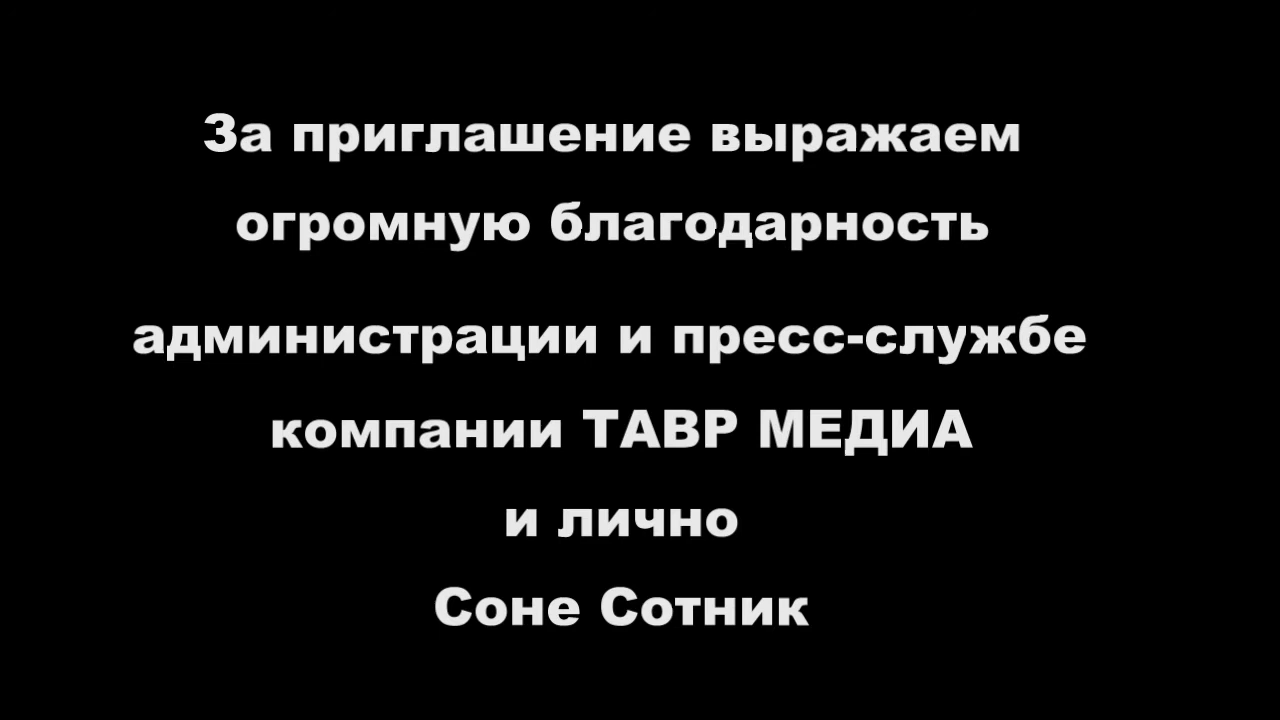 За приглашение выражаем
огромную благодарность
администрации и пресс-службе
компании ТАВР МЕДИА
и лично
Соне Сотник